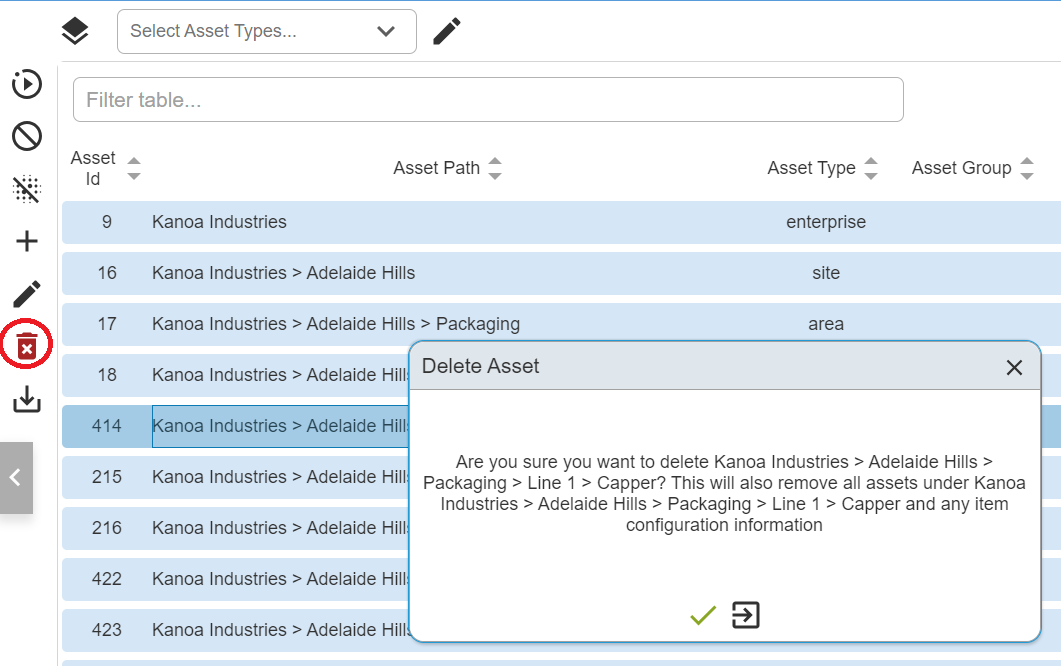 Select Asset Types...
Filter table...
Asset Id
Asset Path
Asset Type
Asset Group
9 Kanoa Industries enterprise
16 Kanoa Industries > Adelaide Hills site
17 Kanoa Industries > Adelaide Hills > Packaging area
18 Kanoa Industries > Adelaide Hills
414 Kanoa Industries > Adelaide Hills
215 Kanoa Industries > Adelaide Hills
216 Kanoa Industries > Adelaide Hills
422 Kanoa Industries > Adelaide Hills
423 Kanoa Industries > Adelaide Hills
Delete Asset
Are you sure you want to delete Kanoa Industries > Adelaide Hills >
Packaging > Line 1 > Capper? This will also remove all assets under Kanoa
Industries > Adelaide Hills > Packaging > Line 1 > Capper and any item
configuration information